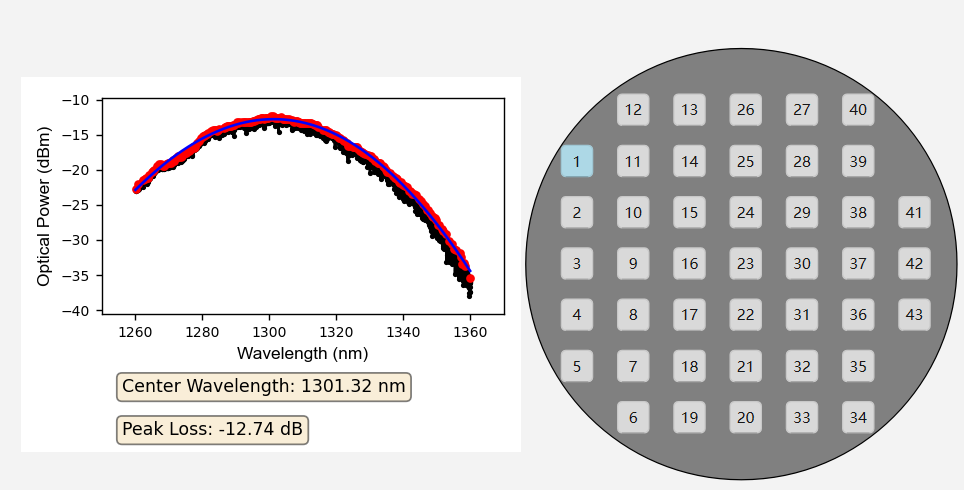 −10
−15
−20
−25
−30
−35
−40
Optical Power (dBm)
1260 1280 1300 1320 1340 1360
Wavelength (nm)
Center Wavelength: 1301.32 nm
Peak Loss: -12.74 dB
12 13 26 27 40
1 11 14 25 28 39
2 10 15 24 29 38 41
3 9 16 23 30 37 42
4 8 17 22 31 36 43
5 7 18 21 32 35
6 19 20 33 34